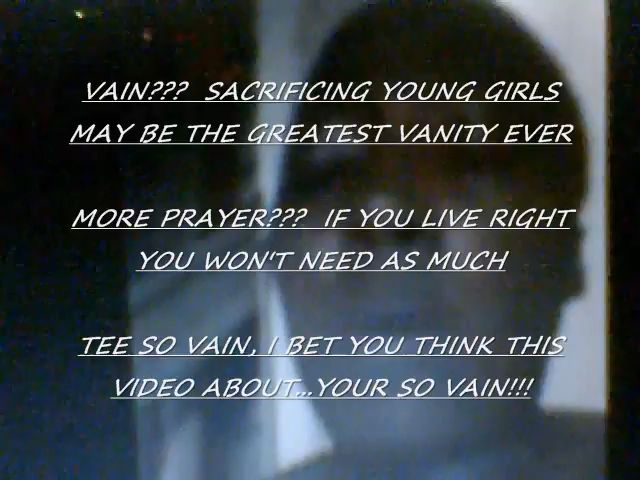 VAIN??? SACRIFICING YOUNG GIRLS
MAY BE THE GREATEST VANITY EVER
MORE PRAYER??? IF YOU LIVE RIGHT
YOU WON'T NEED AS MUCH
TEE SO VAIN, I BET YOU THINK THIS
VIDEO ABOUT...YOUR SO VAIN!!!